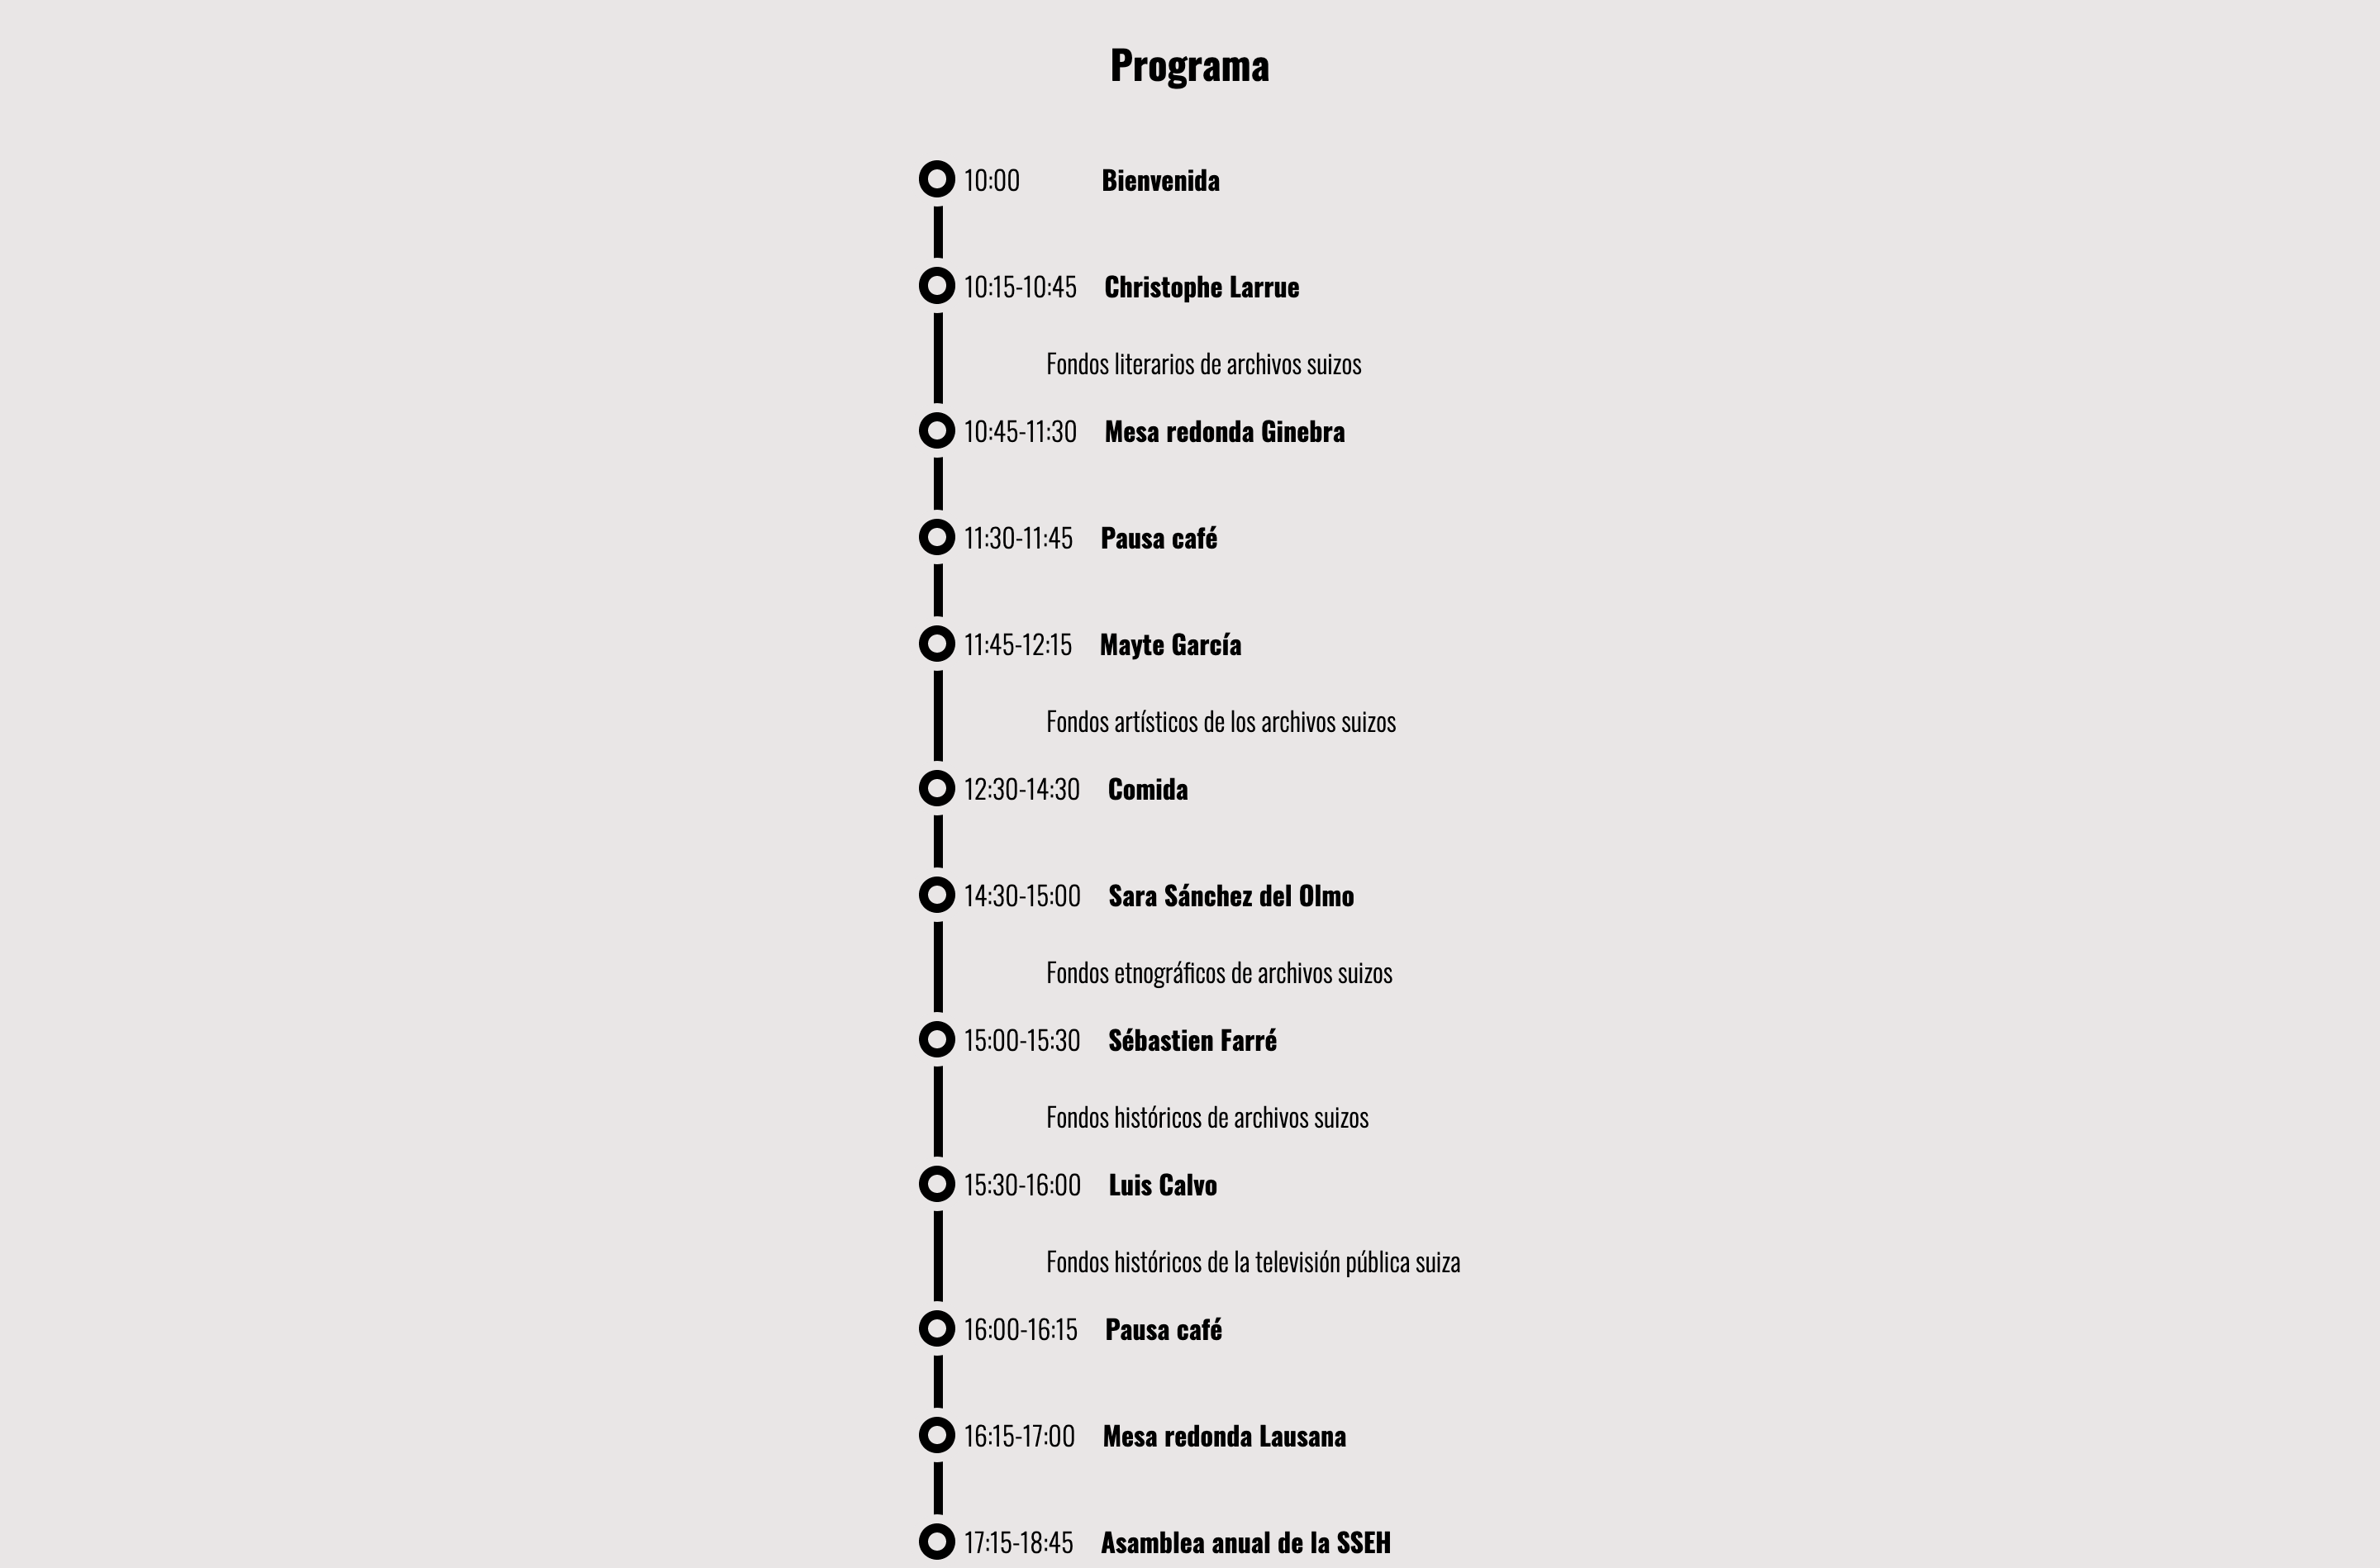 Programa
10:00 Bienvenida
10:15-10:45 Christophe Larrue
Fondos literarios de archivos suizos
10:45-11:30 Mesa redonda Ginebra
11:30-11:45 Pausa café
11:45-12:15 Mayte García
Fondos artísticos de los archivos suizos
12:30-14:30 Comida
14:30-15:00 Sara Sánchez del Olmo
Fondos etnográficos de archivos suizos
15:00-15:30 Sébastien Farré
Fondos históricos de archivos suizos
15:30-16:00 Luis Calvo
Fondos históricos de la televisión pública suiza
16:00-16:15 Pausa café
16:15-17:00 Mesa redonda Lausana
17:15-18:45 Asamblea anual de la SSEH